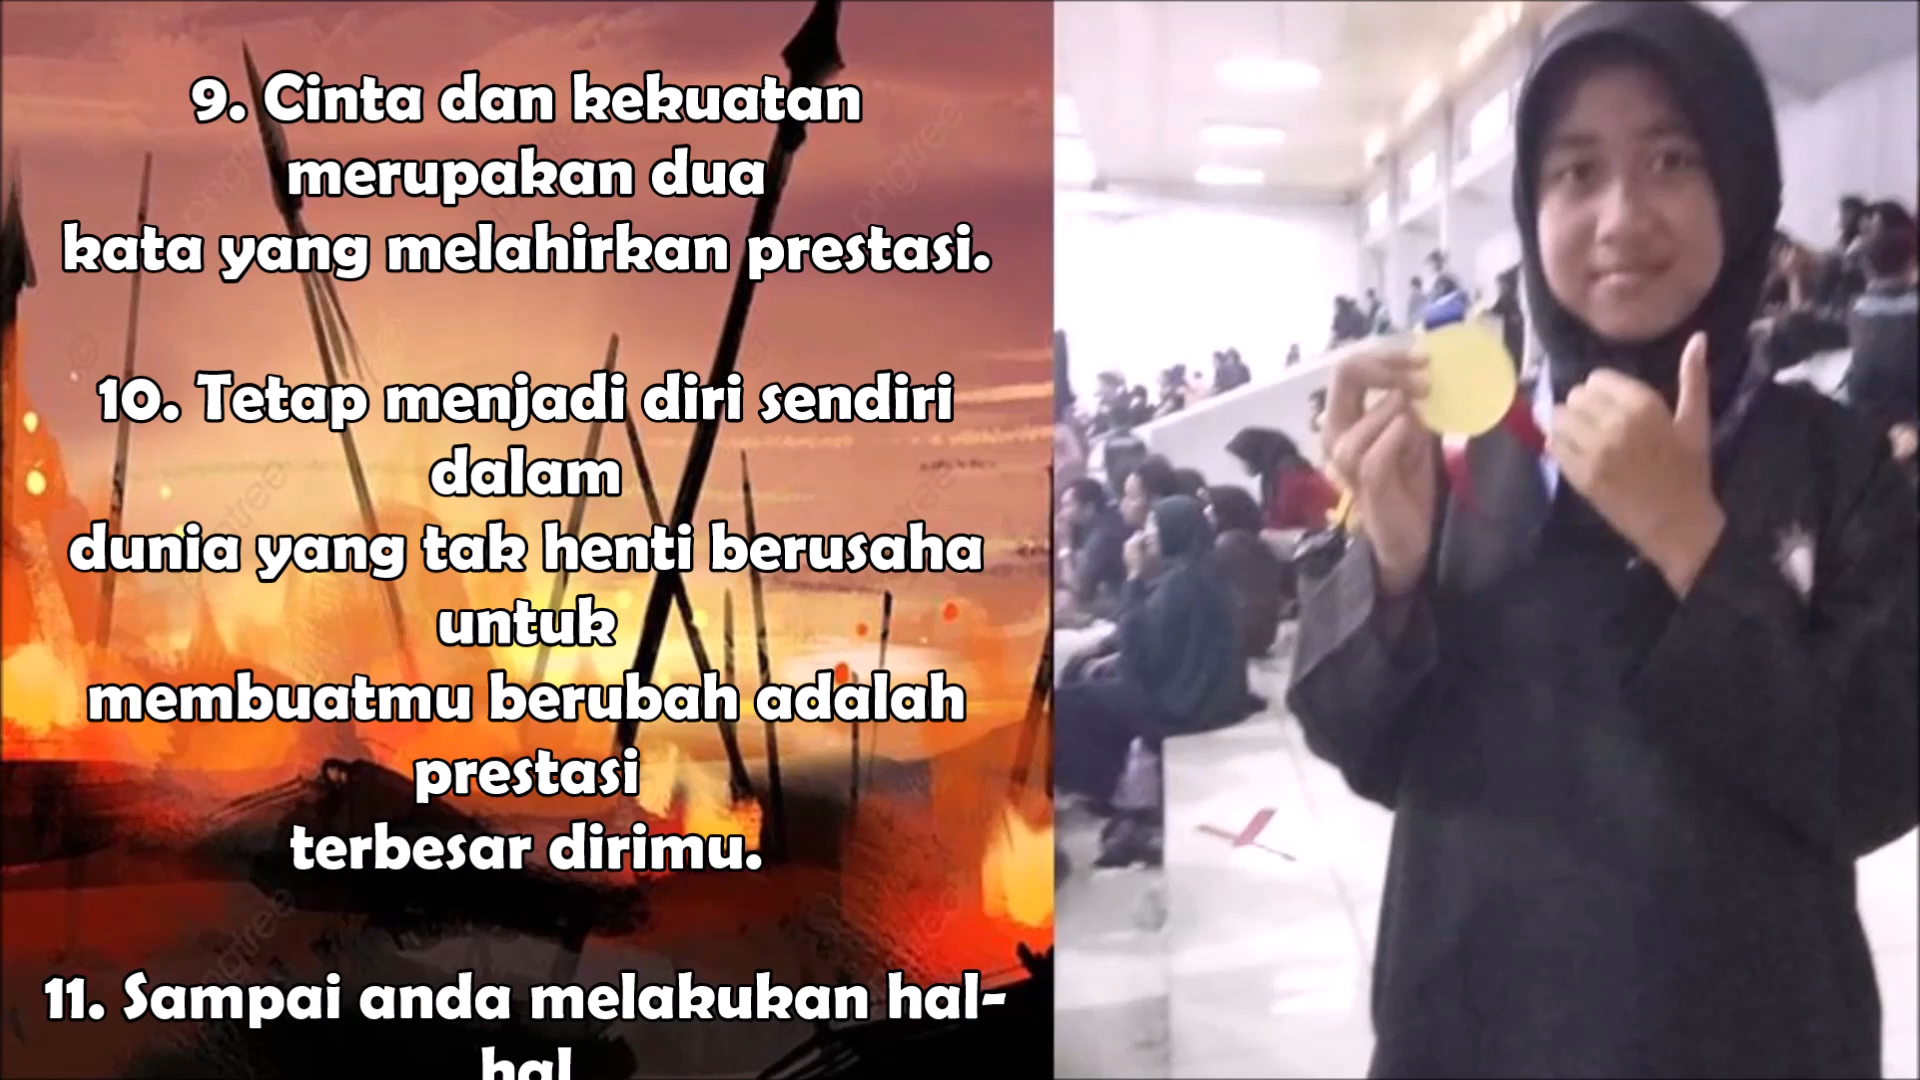 9. Cinta dan kekuatan
merupakan dua
kata yang melahirkan prestasi.
10. Tetap menjadi diri sendiri
dalam
dunia yang tak henti berusaha
untuk
membuatmu berubah adalah
prestasi
terbesar dirimu.
11. Sampai anda melakukan hal-
hal